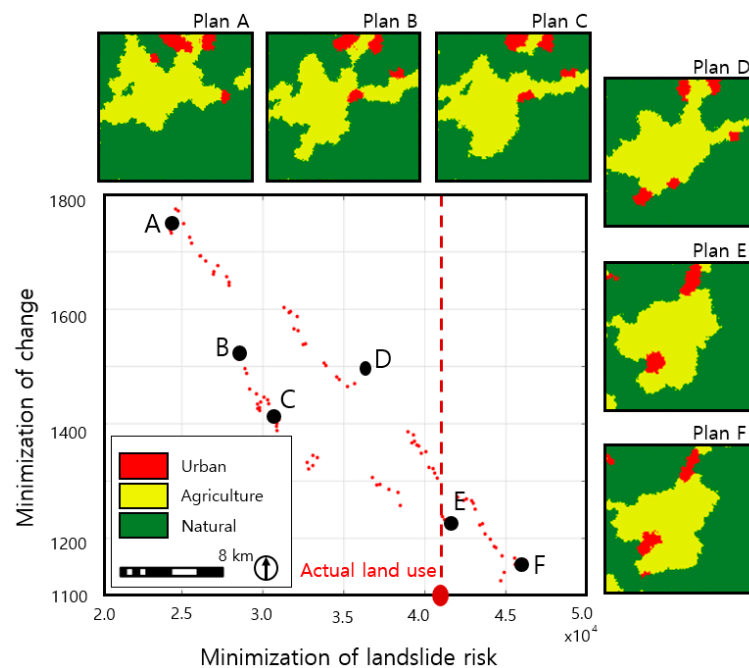 Plan A
Plan B
Plan C
Plan D
Plan E
Plan F
Minimization of change
1800
1600
1400
1200
1100
A
B
C
D
E
F
Urban
Agriculture
Natural
8 km
Actual land use
2.0
2.5
3.0
3.5
4.0
4.5
5.0
x10⁴
Minimization of landslide risk